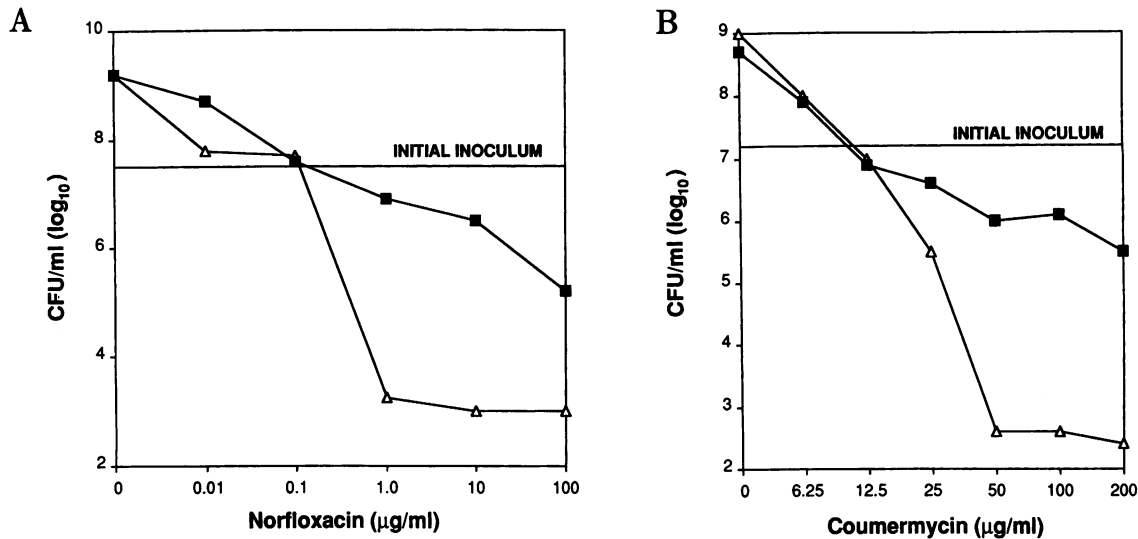 A
10
8
6
4
2
CFU/ml (log10)
INITIAL INOCULUM
0 0.01 0.1 1.0 10 100
Norfloxacin (μg/ml)
B
9
8
7
6
5
4
3
2
CFU/ml (log10)
INITIAL INOCULUM
0 6.25 12.5 25 50 100 200
Coumermycin (μg/ml)